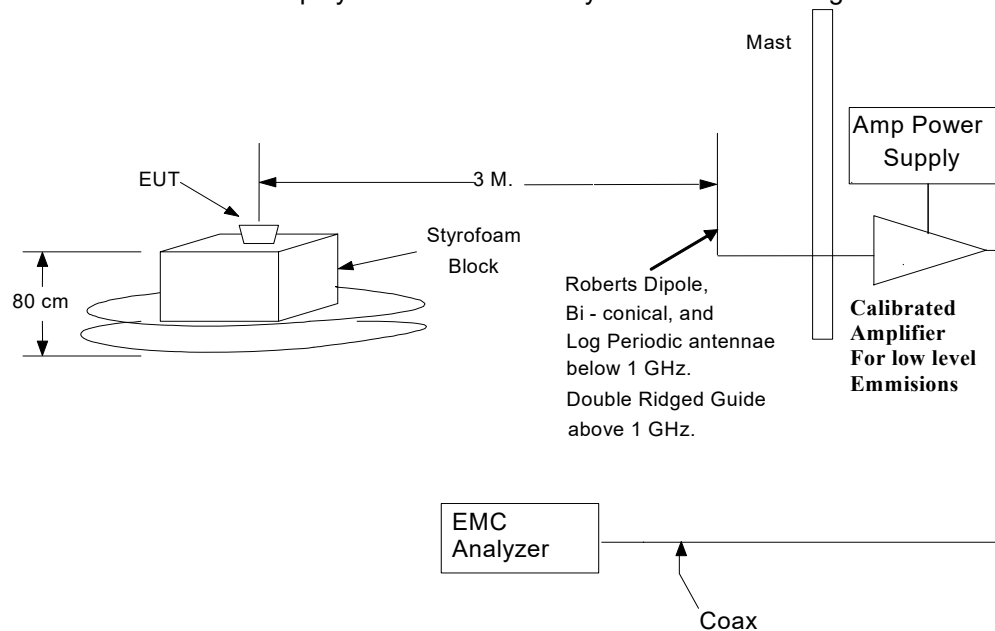 Mast
Amp Power
Supply
EUT
3 M.
Styrofoam
Block
80 cm
Roberts Dipole,
Bi - conical, and
Log Periodic antennae
below 1 GHz.
Double Ridged Guide
above 1 GHz.
Calibrated
Amplifier
For low level
Emmisions
EMC
Analyzer
Coax